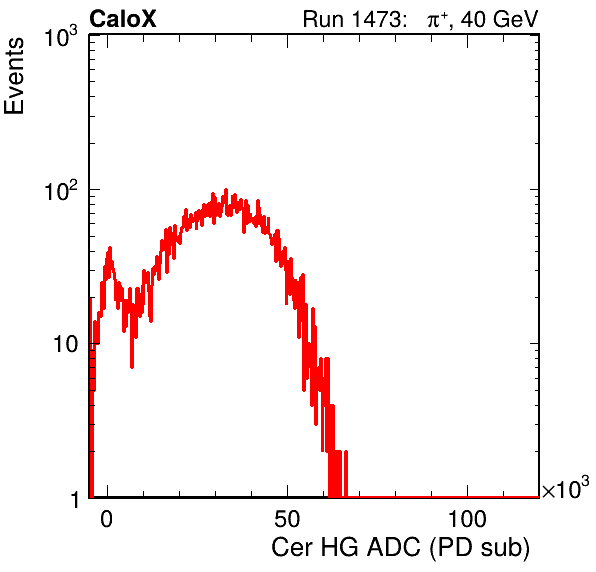 CaloX Run 1473: π⁺, 40 GeV
Events
10³
10²
10
1
0 50 100 ×10³
Cer HG ADC (PD sub)